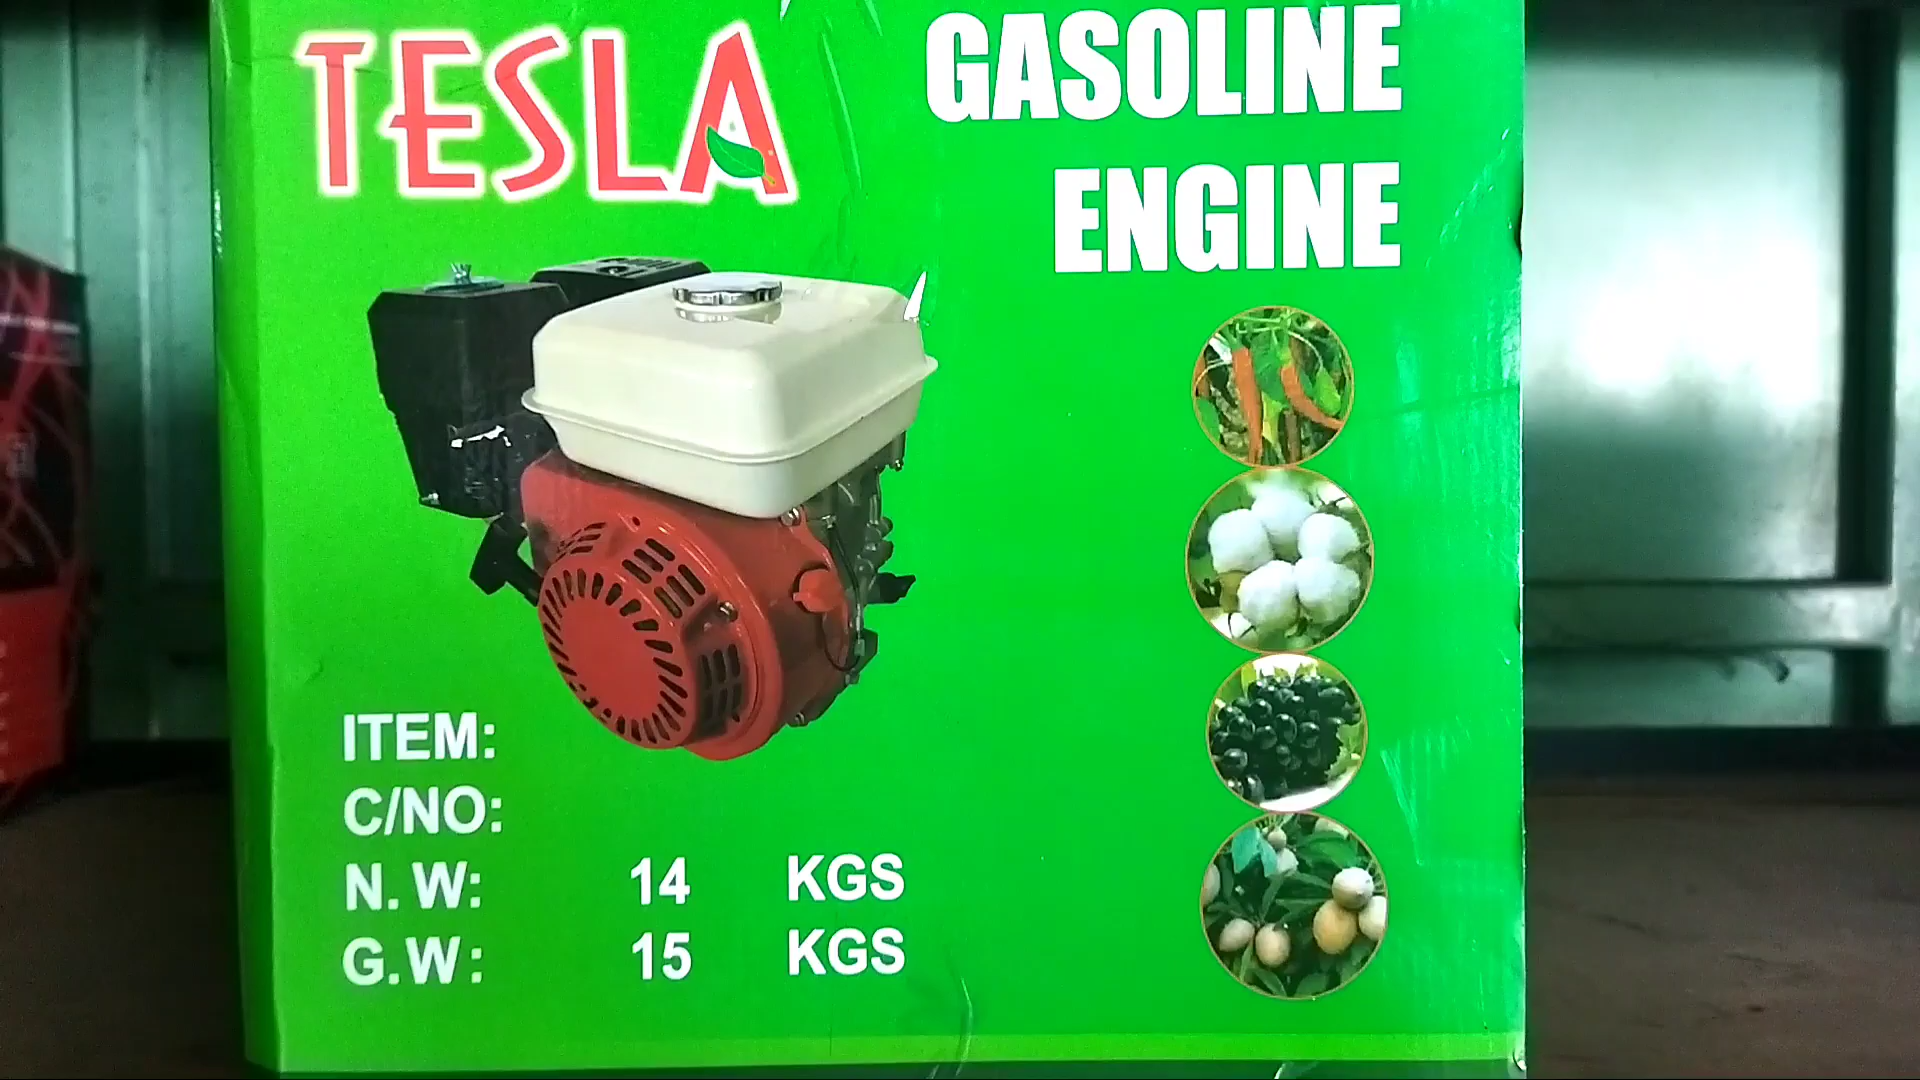 TESLA
GASOLINE
ENGINE
ITEM:
C/NO:
N. W: 14 KGS
G.W: 15 KGS